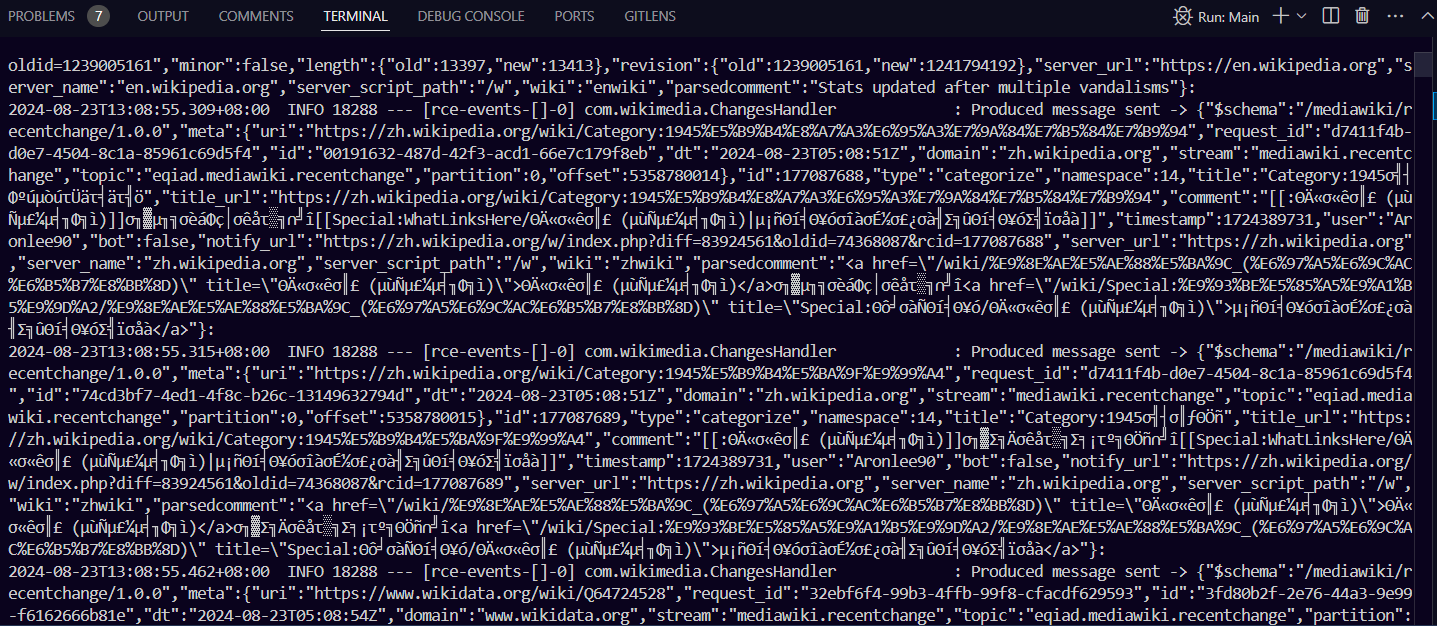 PROBLEMS 7 OUTPUT COMMENTS TERMINAL DEBUG CONSOLE PORTS GITLENS Run: Main
oldid=1239005161","minor":false,"length":{"old":13397,"new":13413},"revision":{"old":1239005161,"new":1241794192},"server_url":"https://en.wikipedia.org","s
erver_name":"en.wikipedia.org","server_script_path":"/w","wiki":"enwiki","parsedcomment":"Stats updated after multiple vandalisms"}:
2024-08-23T13:08:55.309+08:00  INFO 18288 --- [rce-events-[]-0] com.wikimedia.ChangesHandler             : Produced message sent -> {"$schema":"/mediawiki/r
ecentchange/1.0.0","meta":{"uri":"https://zh.wikipedia.org/wiki/Category:1945%E5%B9%B4%E8%A7%A3%E6%95%A3%E7%9A%84%E7%B5%84%E7%B9%94","request_id":"d7411f4b-
d0e7-4504-8c1a-85961c69d5f4","id":"00191632-487d-42f3-acd1-66e7c179f8eb","dt":"2024-08-23T05:08:51Z","domain":"zh.wikipedia.org","stream":"mediawiki.recentc
hange","topic":"eqiad.mediawiki.recentchange","partition":0,"offset":5358780014},"id":177087688,"type":"categorize","namespace":14,"title":"Category:1945
"title_url":"https://zh.wikipedia.org/wiki/Category:1945%E5%B9%B4%E8%A7%A3%E6%95%A3%E7%9A%84%E7%B5%84%E7%B9%94","comment":"[[:
]][[Special:WhatLinksHere/ ]]","timestamp":1724389731,"user":"Ar
onlee90","bot":false,"notify_url":"https://zh.wikipedia.org/w/index.php?diff=83924561&oldid=74368087&rcid=177087688","server_url":"https://zh.wikipedia.org"
,"server_name":"zh.wikipedia.org","server_script_path":"/w","wiki":"zhwiki","parsedcomment":"<a href=\"/wiki/%E9%8E%AE%E5%AE%88%E5%BA%9C_(%E6%97%A5%E6%9C%AC
%E6%B5%B7%E8%BB%8D)\" title=\" </a> <a href=\"/wiki/Special:%E9%93%BE%E5%85%A5%E9%A1%B
5%E9%9D%A2/%E9%8E%AE%E5%AE%88%E5%BA%9C_(%E6%97%A5%E6%9C%AC%E6%B5%B7%E8%BB%8D)\" title=\"Special:
</a>"}:
2024-08-23T13:08:55.315+08:00  INFO 18288 --- [rce-events-[]-0] com.wikimedia.ChangesHandler             : Produced message sent -> {"$schema":"/mediawiki/r
ecentchange/1.0.0","meta":{"uri":"https://zh.wikipedia.org/wiki/Category:1945%E5%B9%B4%E5%BA%9F%E9%99%A4","request_id":"d7411f4b-d0e7-4504-8c1a-85961c69d5f4
","id":"74cd3bf7-4ed1-4f8c-b26c-13149632794d","dt":"2024-08-23T05:08:51Z","domain":"zh.wikipedia.org","stream":"mediawiki.recentchange","topic":"eqiad.media
wiki.recentchange","partition":0,"offset":5358780015},"id":177087689,"type":"categorize","namespace":14,"title":"Category:1945 "title_url":"https:
//zh.wikipedia.org/wiki/Category:1945%E5%B9%B4%E5%BA%9F%E9%99%A4","comment":"[[: ]] [[Special:WhatLinksHere/
]]","timestamp":1724389731,"user":"Aronlee90","bot":false,"notify_url":"https://zh.wikipedia.org/
w/index.php?diff=83924561&oldid=74368087&rcid=177087689","server_url":"https://zh.wikipedia.org","server_name":"zh.wikipedia.org","server_script_path":"/w",
"wiki":"zhwiki","parsedcomment":"<a href=\"/wiki/%E9%8E%AE%E5%AE%88%E5%BA%9C_(%E6%97%A5%E6%9C%AC%E6%B5%B7%E8%BB%8D)\" title=\"
</a> <a href=\"/wiki/Special:%E9%93%BE%E5%85%A5%E9%A1%B5%E9%9D%A2/%E9%8E%AE%E5%AE%88%E5%BA%9C_(%E6%97%A5%E6%9C%A
C%E6%B5%B7%E8%BB%8D)\" title=\"Special: </a>"}:
2024-08-23T13:08:55.462+08:00  INFO 18288 --- [rce-events-[]-0] com.wikimedia.ChangesHandler             : Produced message sent -> {"$schema":"/mediawiki/r
ecentchange/1.0.0","meta":{"uri":"https://www.wikidata.org/wiki/Q64724528","request_id":"32ebf6f4-99b3-4ffb-99f8-cfacdf629593","id":"3fd80b2f-2e76-44a3-9e99
-f6162666b81e","dt":"2024-08-23T05:08:54Z","domain":"www.wikidata.org","stream":"mediawiki.recentchange","topic":"eqiad.mediawiki.recentchange","partition":